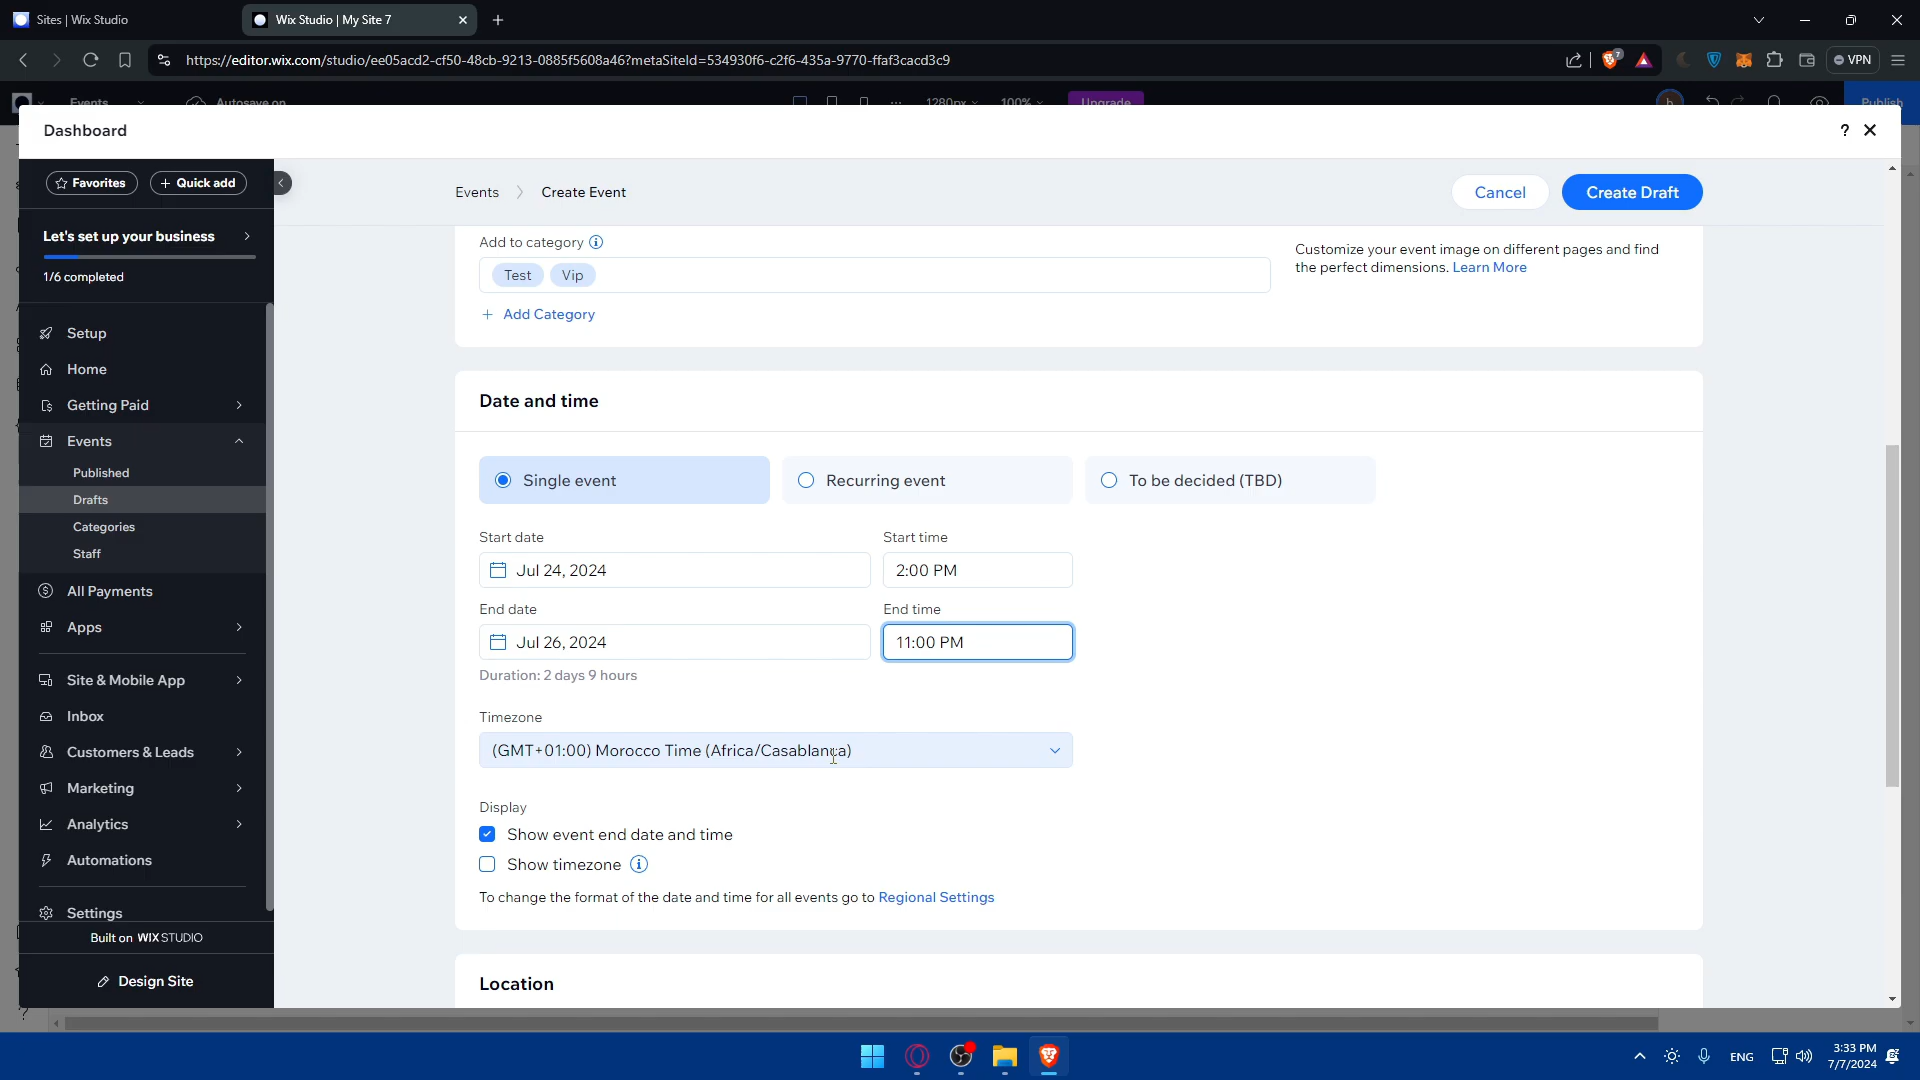 Sites | Wix Studio
Wix Studio | My Site 7
https://editor.wix.com/studio/ee05acd2-cf50-48cb-9213-0885f5608a46?metaSiteId=534930f6-c2f6-435a-9770-ffaf3cacd3c9
7
VPN
Events
Autosave on
1280px
100%
Upgrade
h
Publish
Dashboard
?
Favorites
+ Quick add
Events > Create Event
Cancel
Create Draft
Let's set up your business
1/6 completed
Add to category
Test Vip
+ Add Category
Customize your event image on different pages and find
the perfect dimensions. Learn More
Setup
Home
Getting Paid
Events
Published
Drafts
Categories
Staff
All Payments
Apps
Site & Mobile App
Inbox
Customers & Leads
Marketing
Analytics
Automations
Settings
Built on WIX STUDIO
Design Site
Date and time
Single event
Recurring event
To be decided (TBD)
Start date
Start time
Jul 24, 2024
2:00 PM
End date
End time
Jul 26, 2024
11:00 PM
Duration: 2 days 9 hours
Timezone
(GMT+01:00) Morocco Time (Africa/Casablanca)
Display
Show event end date and time
Show timezone
To change the format of the date and time for all events go to Regional Settings
Location
ENG
3:33 PM
7/7/2024